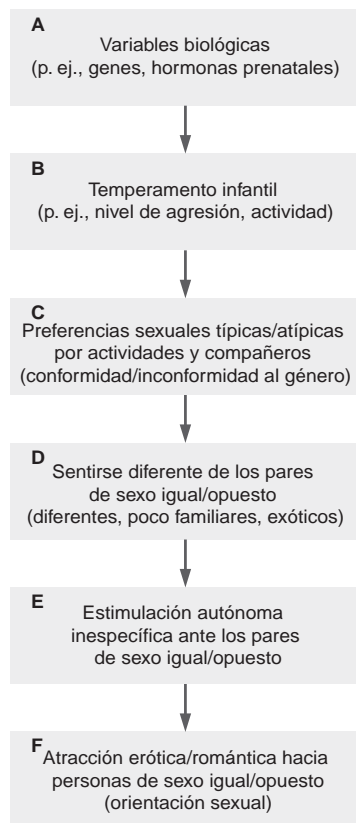 A
Variables biológicas
(p. ej., genes, hormonas prenatales)
B
Temperamento infantil
(p. ej., nivel de agresión, actividad)
C
Preferencias sexuales típicas/atípicas
por actividades y compañeros
(conformidad/inconformidad al género)
D
Sentirse diferente de los pares
de sexo igual/opuesto
(diferentes, poco familiares, exóticos)
E
Estimulación autónoma
inespecífica ante los pares
de sexo igual/opuesto
F Atracción erótica/romántica hacia
personas de sexo igual/opuesto
(orientación sexual)